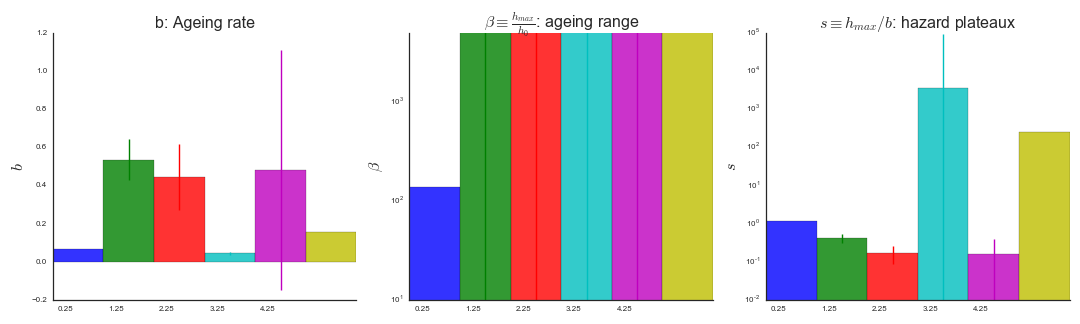 b: Ageing rate
1.2
1.0
0.8
0.6
0.4
0.2
0.0
−0.2
b
0.25 1.25 2.25 3.25 4.25
β ≡ h_max/h_0: ageing range
10^3
10^2
10^1
β
0.25 1.25 2.25 3.25 4.25
s ≡ h_max/b: hazard plateaux
10^5
10^4
10^3
10^2
10^1
10^0
10^-1
10^-2
s
0.25 1.25 2.25 3.25 4.25